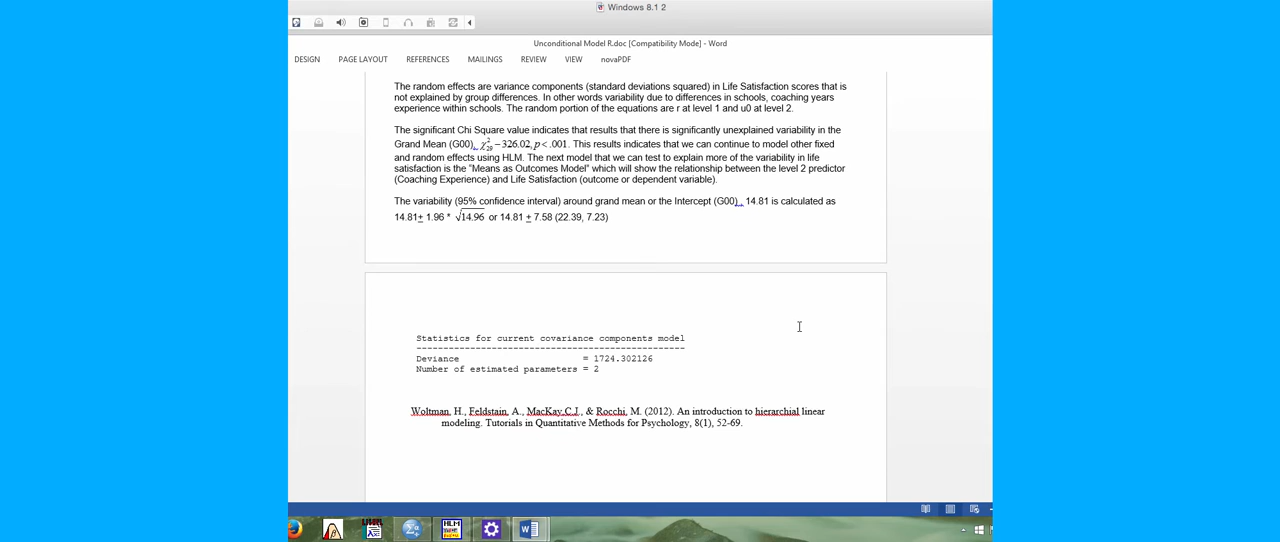 Windows 8.1 2
Unconditional Model R.doc [Compatibility Mode] - Word
DESIGN PAGE LAYOUT REFERENCES MAILINGS REVIEW VIEW novaPDF
The random effects are variance components (standard deviations squared) in Life Satisfaction scores that is
not explained by group differences. In other words variability due to differences in schools, coaching years
experience within schools. The random portion of the equations are r at level 1 and u0 at level 2.
The significant Chi Square value indicates that results that there is significantly unexplained variability in the
Grand Mean (G00), χ²₂₉ − 326.02, p < .001. This results indicates that we can continue to model other fixed
and random effects using HLM. The next model that we can test to explain more of the variability in life
satisfaction is the "Means as Outcomes Model" which will show the relationship between the level 2 predictor
(Coaching Experience) and Life Satisfaction (outcome or dependent variable).
The variability (95% confidence interval) around grand mean or the Intercept (G00), , 14.81 is calculated as
14.81± 1.96 * √14.96 or 14.81 ± 7.58 (22.39, 7.23)
Statistics for current covariance components model
--------------------------------------------------
Deviance = 1724.302126
Number of estimated parameters = 2
Woltman, H., Feldstain, A., MacKay,C.J., & Rocchi, M. (2012). An introduction to hierarchial linear
modeling. Tutorials in Quantitative Methods for Psychology, 8(1), 52-69.
HLM